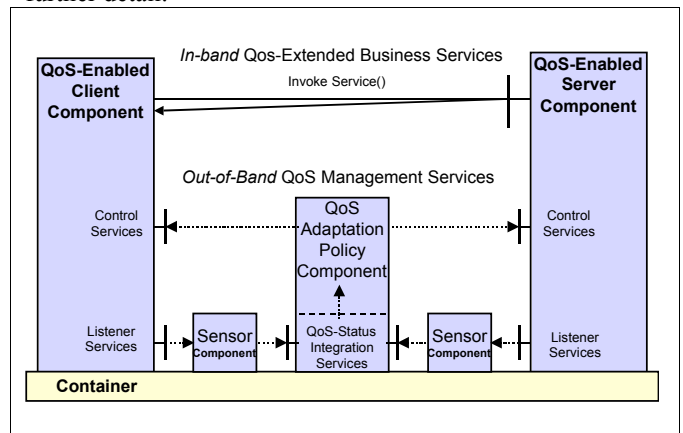 further detail.
In-band Qos-Extended Business Services
QoS-Enabled
Client
Component
Invoke Service()
QoS-Enabled
Server
Component
Out-of-Band QoS Management Services
Control
Services
QoS
Adaptation
Policy
Component
Control
Services
Listener
Services
Sensor
Component
QoS-Status
Integration
Services
Sensor
Component
Listener
Services
Container